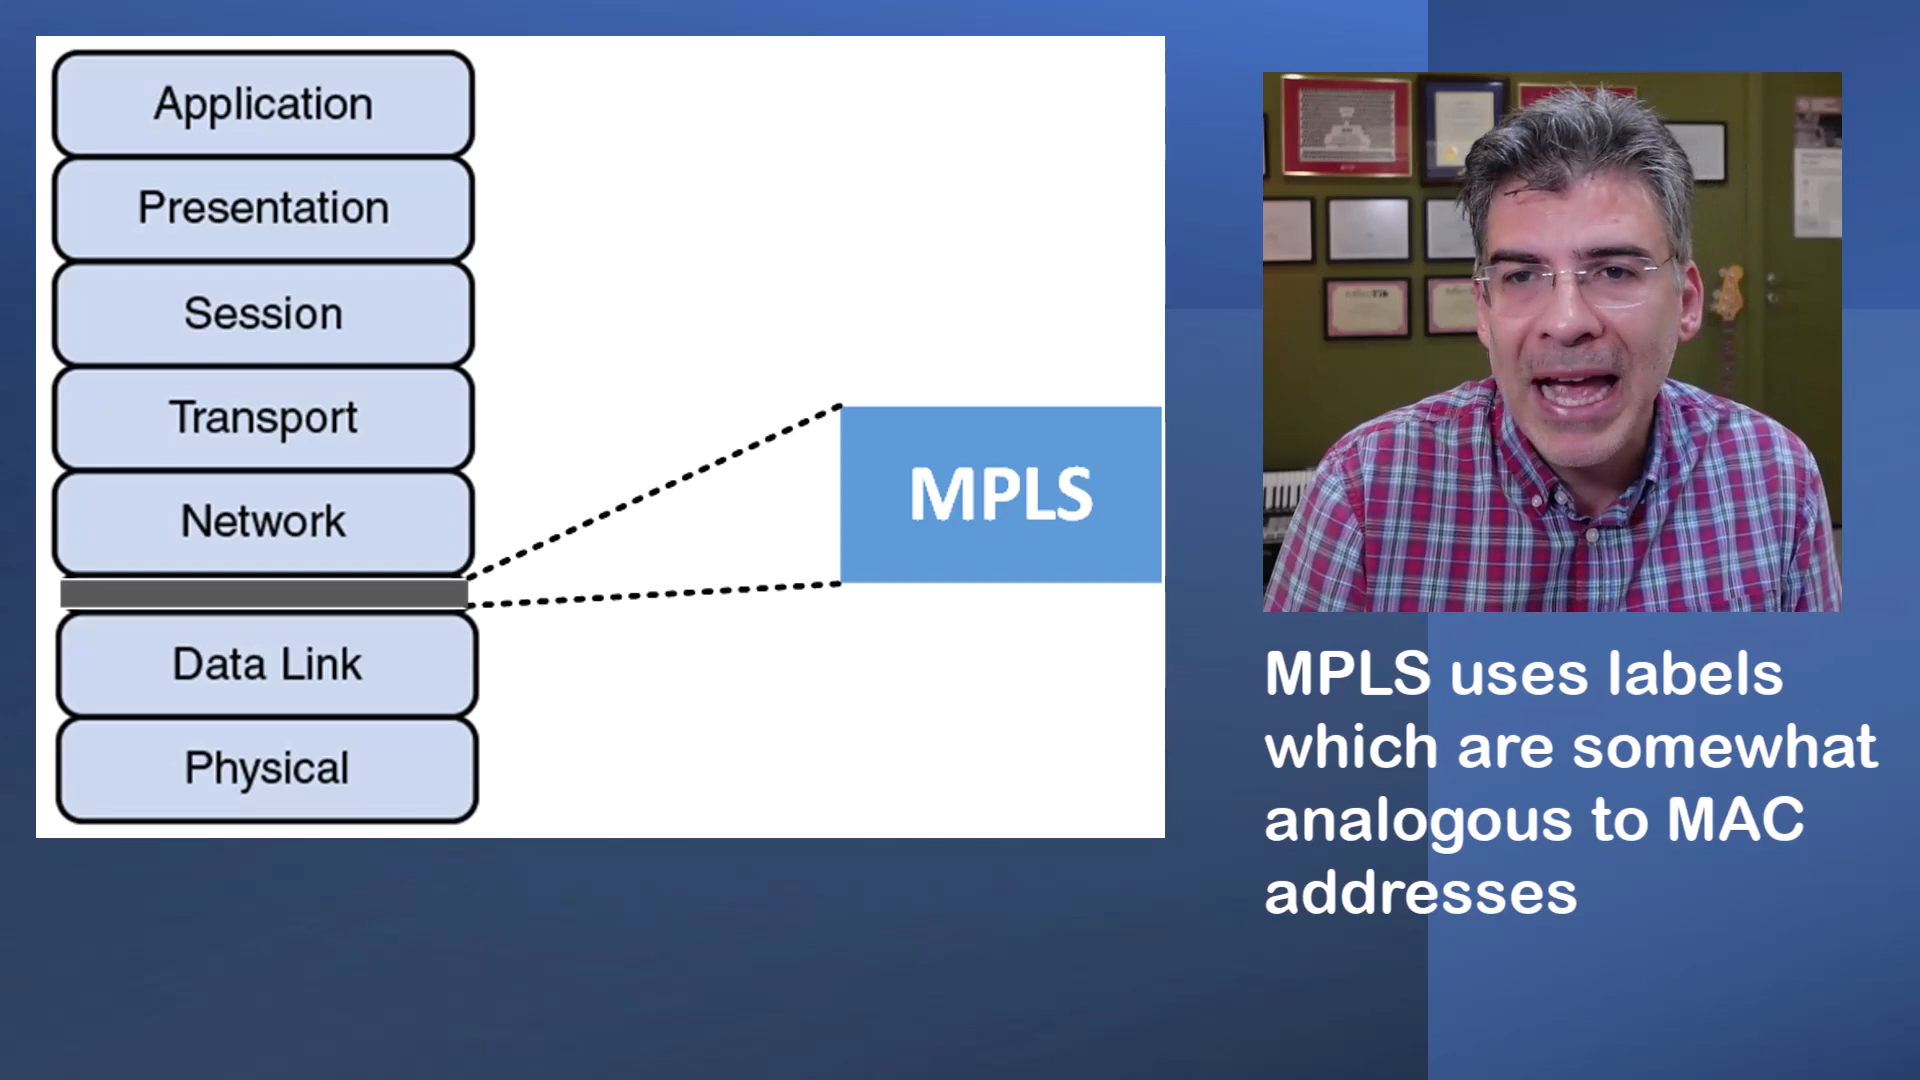 Application
Presentation
Session
Transport
Network
Data Link
Physical
MPLS
MPLS uses labels
which are somewhat
analogous to MAC
addresses